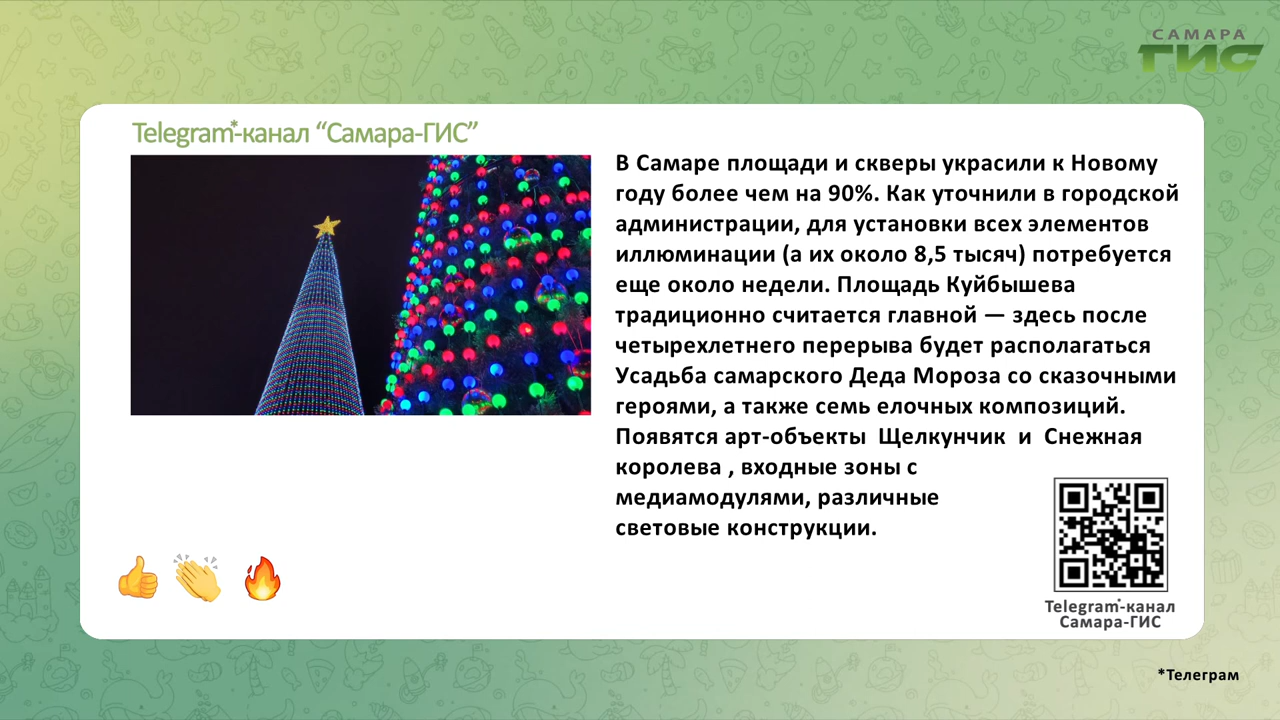 САМАРА
ГИС
Telegram*-канал “Самара-ГИС”
В Самаре площади и скверы украсили к Новому
году более чем на 90%. Как уточнили в городской
администрации, для установки всех элементов
иллюминации (а их около 8,5 тысяч) потребуется
еще около недели. Площадь Куйбышева
традиционно считается главной — здесь после
четырехлетнего перерыва будет располагаться
Усадьба самарского Деда Мороза со сказочными
героями, а также семь елочных композиций.
Появятся арт-объекты  Щелкунчик  и  Снежная
королева , входные зоны с
медиамодулями, различные
световые конструкции.
Telegram*-канал
Самара-ГИС
*Телеграм